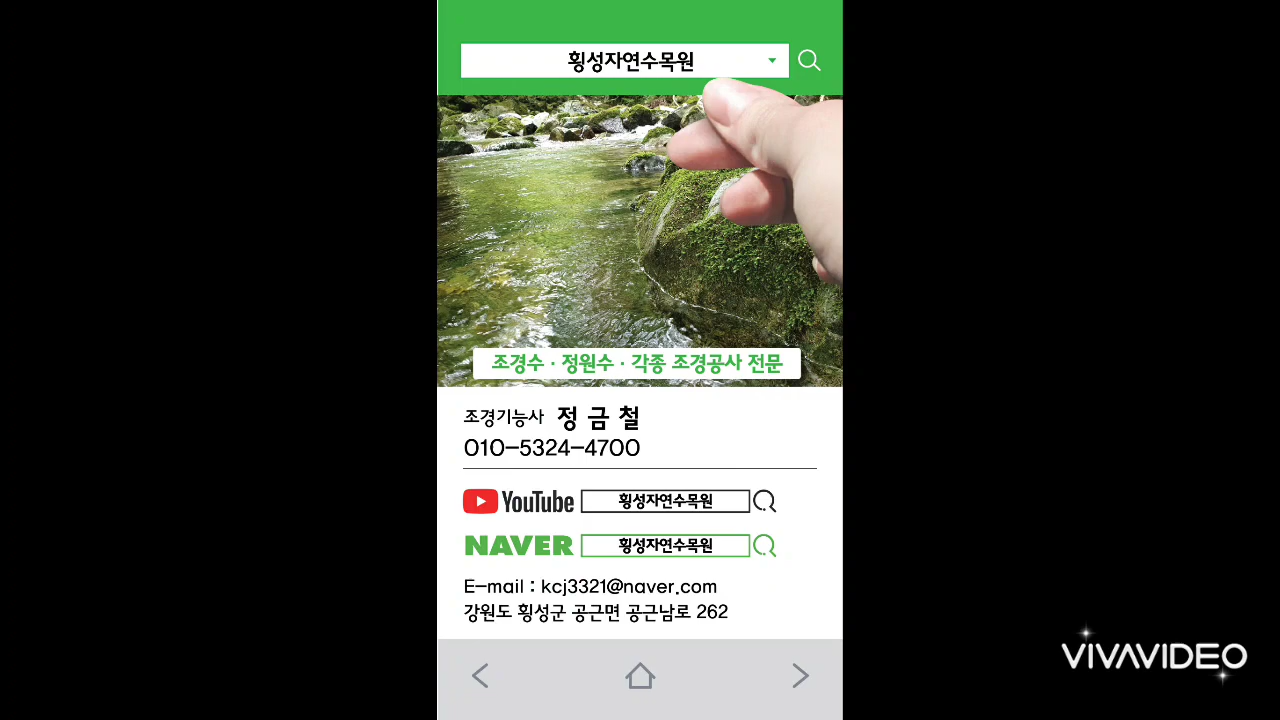 횡성자연수목원
조경수 · 정원수 · 각종 조경공사 전문
조경기능사 정 금 철
010-5324-4700
YouTube 횡성자연수목원
NAVER 횡성자연수목원
E-mail : kcj3321@naver.com
강원도 횡성군 공근면 공근남로 262
VIVAVIDEO